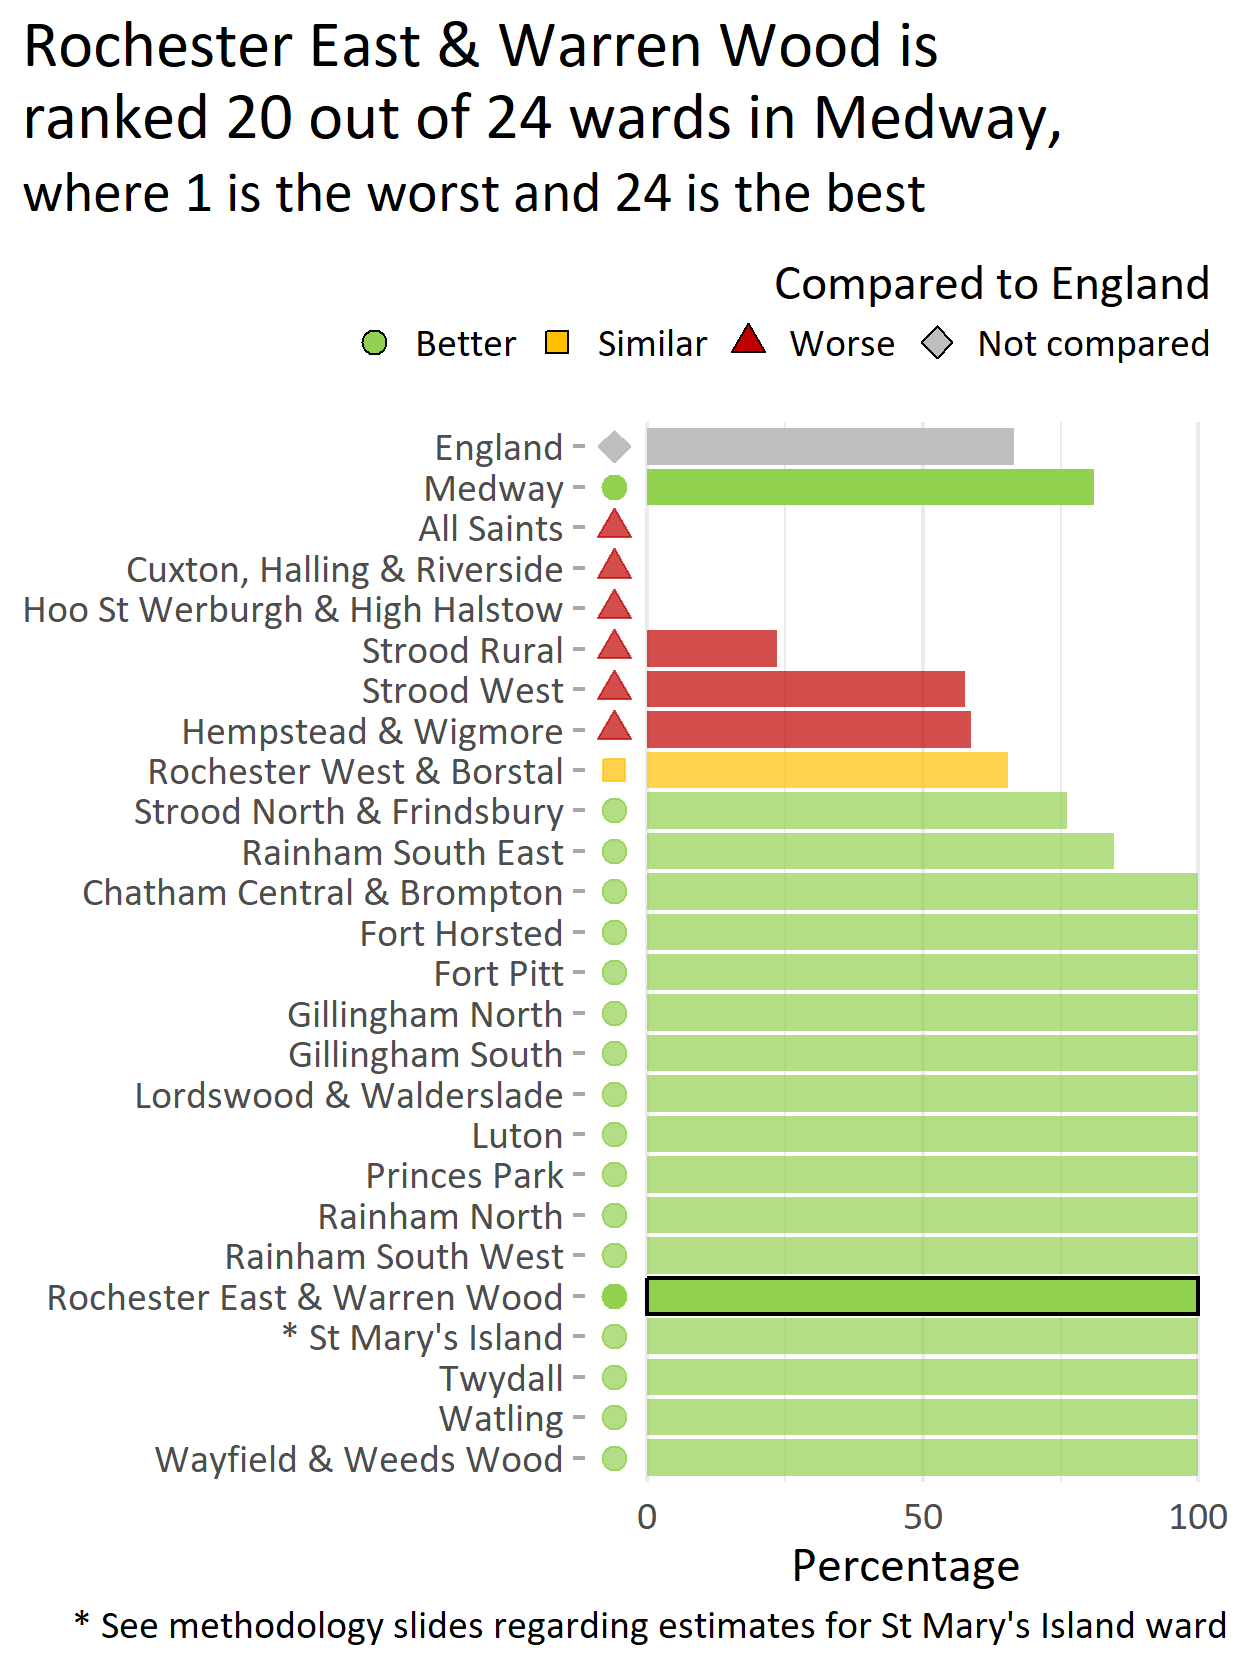 Rochester East & Warren Wood is
ranked 20 out of 24 wards in Medway,
where 1 is the worst and 24 is the best
Compared to England
Better Similar Worse Not compared
England
Medway
All Saints
Cuxton, Halling & Riverside
Hoo St Werburgh & High Halstow
Strood Rural
Strood West
Hempstead & Wigmore
Rochester West & Borstal
Strood North & Frindsbury
Rainham South East
Chatham Central & Brompton
Fort Horsted
Fort Pitt
Gillingham North
Gillingham South
Lordswood & Walderslade
Luton
Princes Park
Rainham North
Rainham South West
Rochester East & Warren Wood
* St Mary's Island
Twydall
Watling
Wayfield & Weeds Wood
0 50 100
Percentage
* See methodology slides regarding estimates for St Mary's Island ward